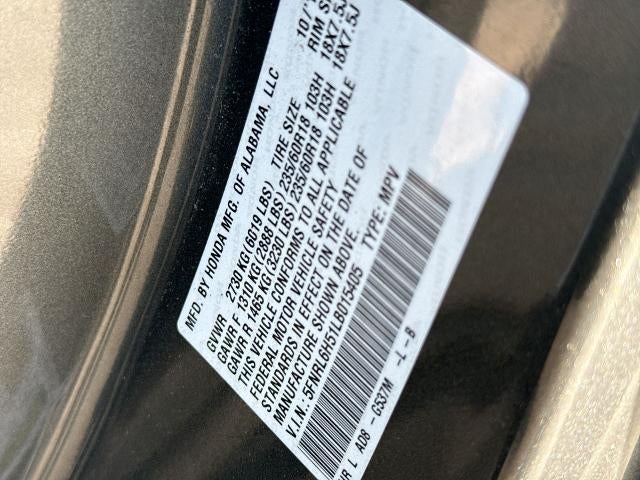 MFD. BY HONDA MFG. OF ALABAMA, LLC 10/
GVWR 2730 KG (6019 LBS) TIRE SIZE RIM S
GAWR F 1310 KG (2888 LBS) 235/60R18 103H 18X7.5J
GAWR R 1465 KG (3230 LBS) 235/60R18 103H 18X7.5J
THIS VEHICLE CONFORMS TO ALL APPLICABLE
FEDERAL MOTOR VEHICLE SAFETY
STANDARDS IN EFFECT ON THE DATE OF
MANUFACTURE SHOWN ABOVE.
V.I.N.: 5FNRL6H51LB015405 TYPE: MPV
R L AD8 -GS37M -L-B